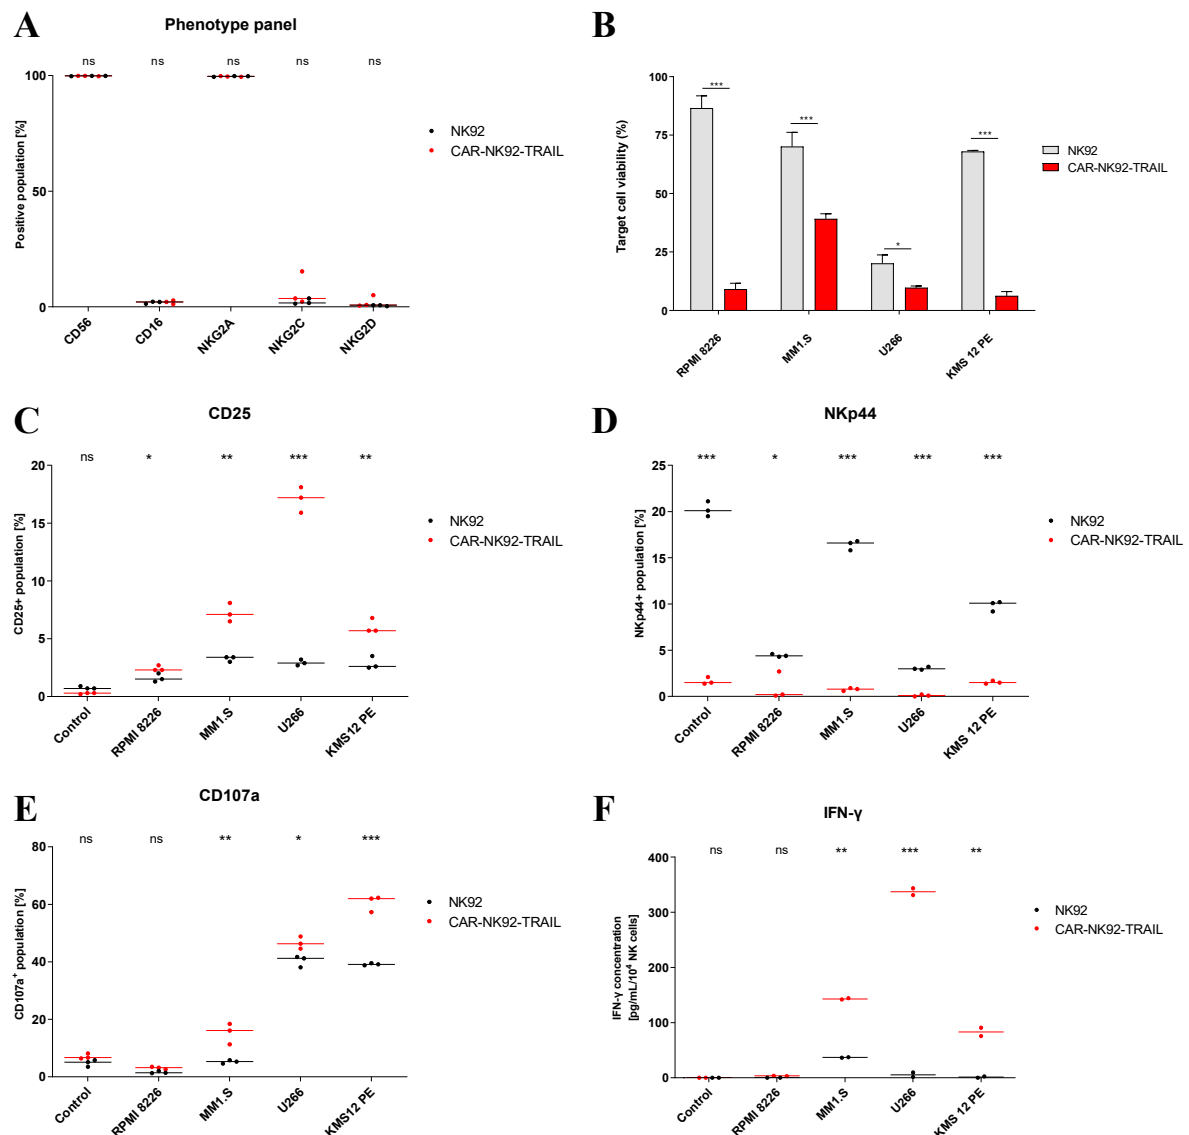 A
Phenotype panel
ns ns ns ns ns
Positive population [%]
100
50
0
CD56 CD16 NKG2A NKG2C NKG2D
NK92
CAR-NK92-TRAIL
B
Target cell viability (%)
100
75
50
25
0
*** *** * ***
RPMI 8226 MM1.S U266 KMS 12 PE
NK92
CAR-NK92-TRAIL
C
CD25
ns * ** *** **
CD25+ population [%]
20
15
10
5
0
Control RPMI 8226 MM1.S U266 KMS 12 PE
NK92
CAR-NK92-TRAIL
D
NKp44
*** * *** *** ***
NKp44+ population [%]
25
20
15
10
5
0
Control RPMI 8226 MM1.S U266 KMS 12 PE
NK92
CAR-NK92-TRAIL
E
CD107a
ns ns ** * ***
CD107a⁺ population [%]
80
60
40
20
0
Control RPMI 8226 MM1.S U266 KMS12 PE
NK92
CAR-NK92-TRAIL
F
IFN-γ
ns ns ** *** **
IFN-γ concentration
[pg/mL/10⁴ NK cells]
400
300
200
100
0
Control RPMI 8226 MM1.S U266 KMS 12 PE
NK92
CAR-NK92-TRAIL